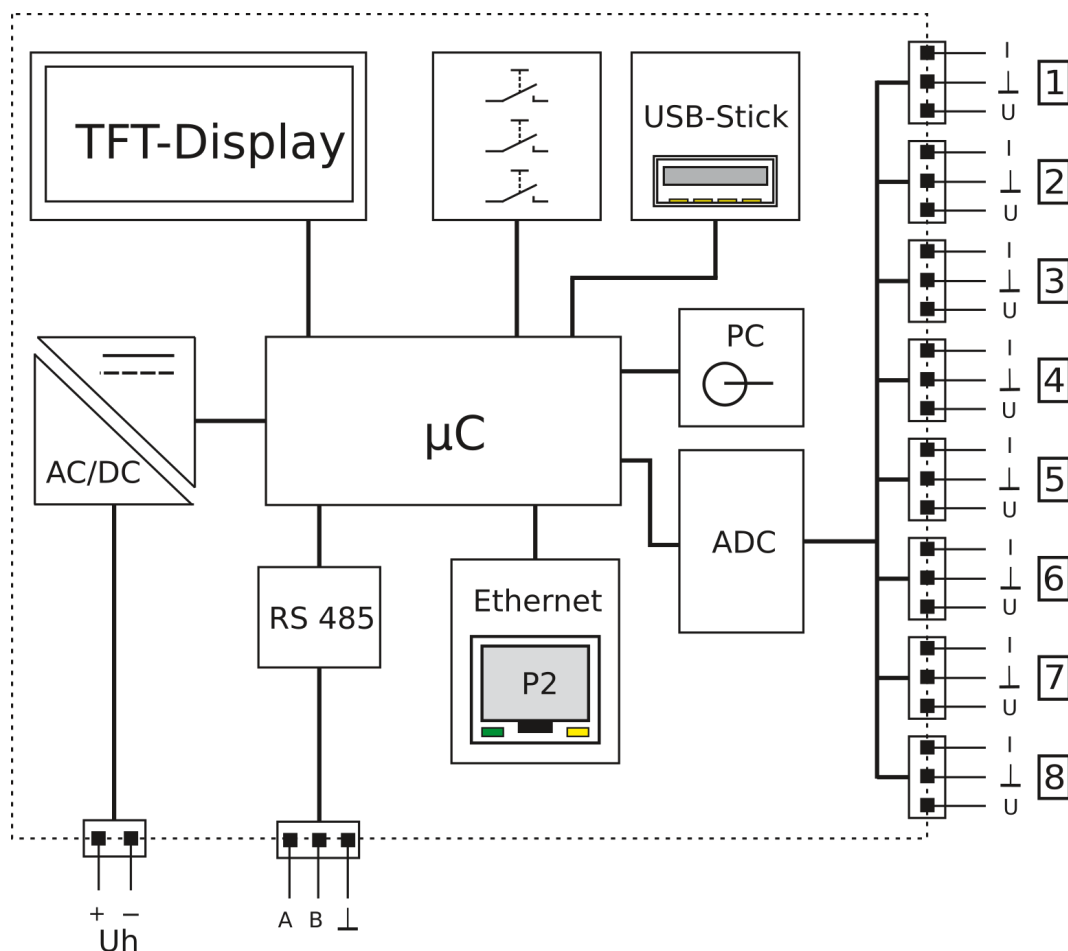 TFT-Display
USB-Stick
I
U
1
I
U
2
I
U
3
PC
I
U
4
AC/DC
µC
I
U
5
ADC
I
U
6
RS 485
Ethernet
P2
I
U
7
I
U
8
+ −
Uh
A B